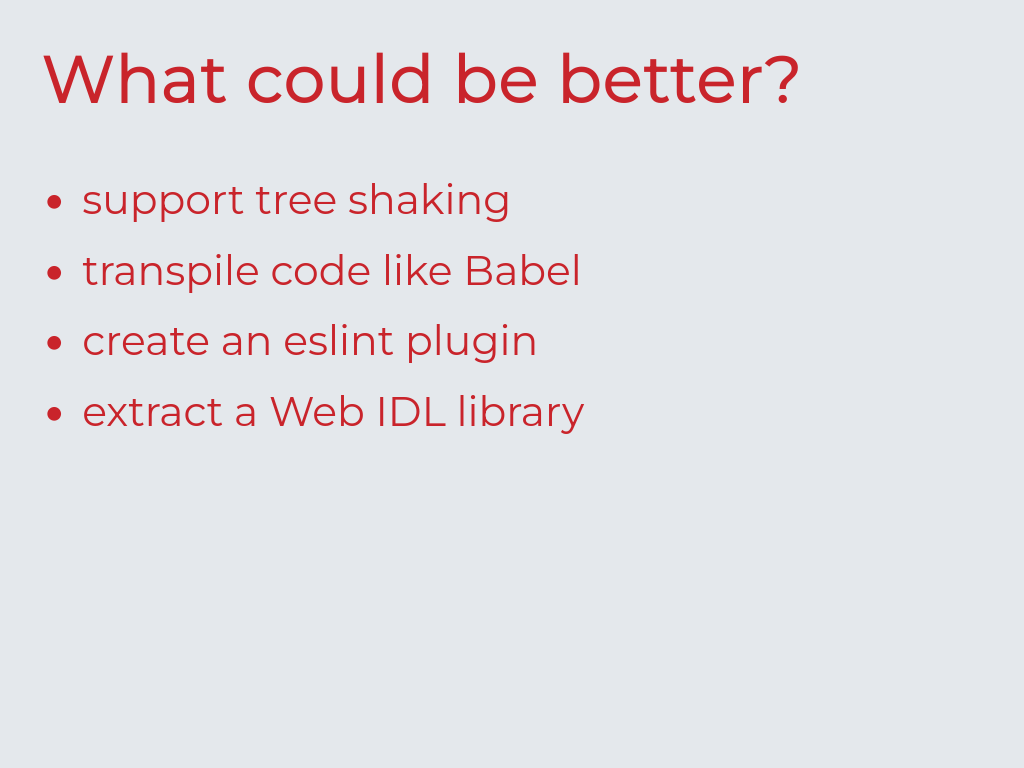 What could be better?
• support tree shaking
• transpile code like Babel
• create an eslint plugin
• extract a Web IDL library